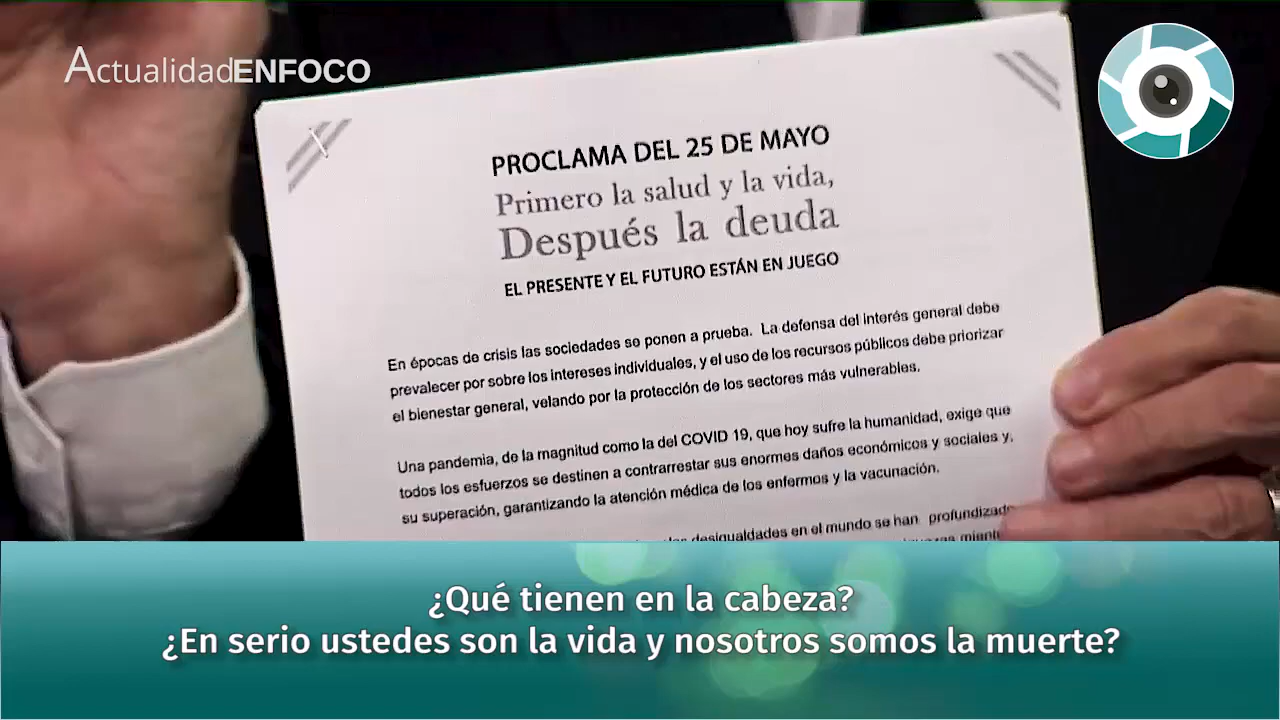 ActualidadENFOCO
PROCLAMA DEL 25 DE MAYO
Primero la salud y la vida,
Después la deuda
EL PRESENTE Y EL FUTURO ESTÁN EN JUEGO
En épocas de crisis las sociedades se ponen a prueba. La defensa del interés general debe
prevalecer por sobre los intereses individuales, y el uso de los recursos públicos debe priorizar
el bienestar general, velando por la protección de los sectores más vulnerables.
Una pandemia, de la magnitud como la del COVID 19, que hoy sufre la humanidad, exige que
todos los esfuerzos se destinen a contrarrestar sus enormes daños económicos y sociales y,
su superación, garantizando la atención médica de los enfermos y la vacunación.
desigualdades en el mundo se han profundizado
¿Qué tienen en la cabeza?
¿En serio ustedes son la vida y nosotros somos la muerte?